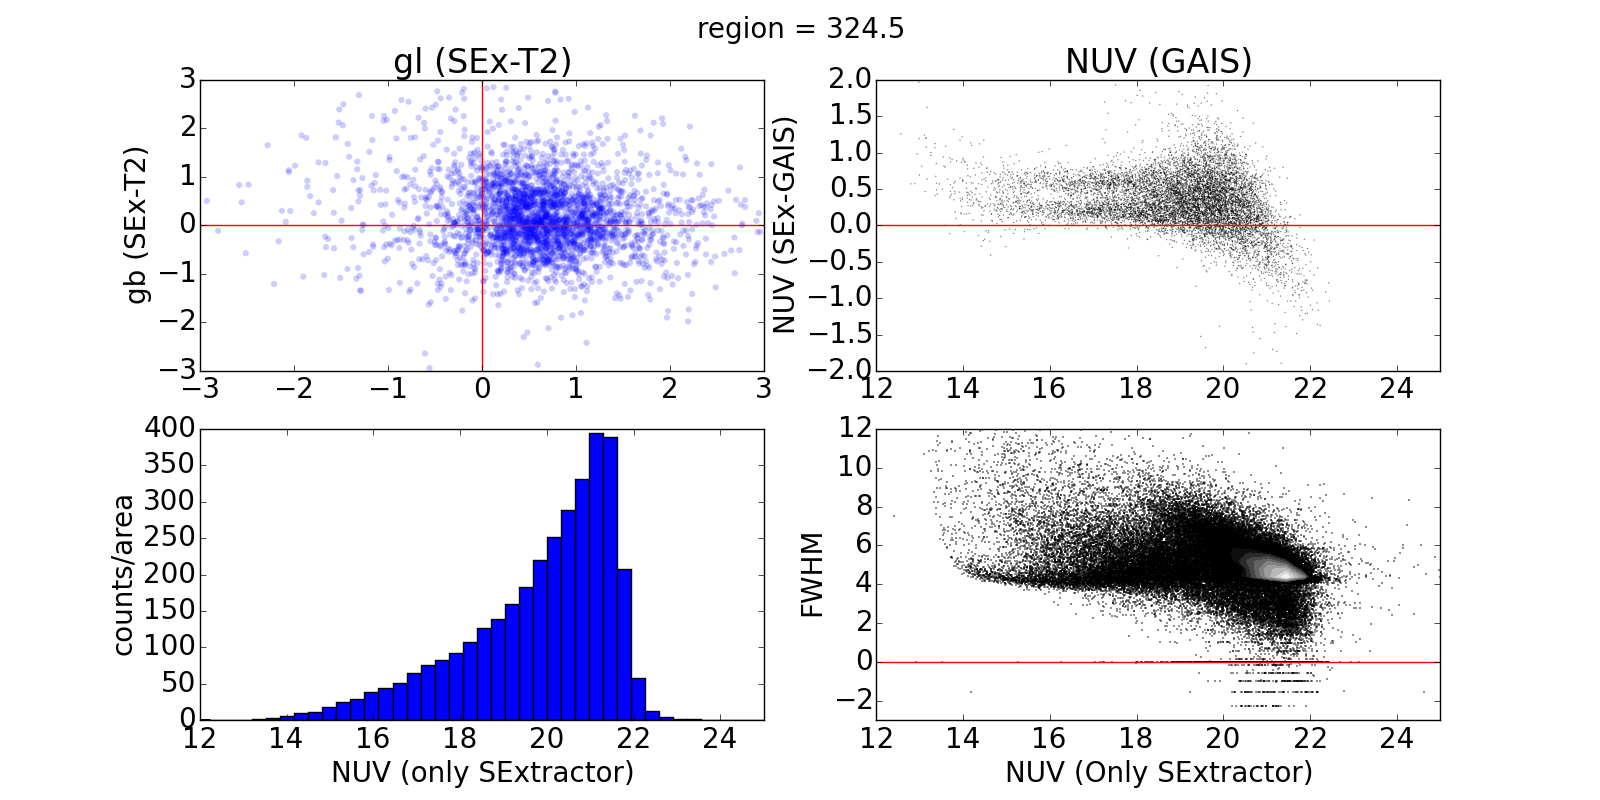 region = 324.5
gl (SEx-T2)
NUV (GAIS)
gb (SEx-T2)
3
2
1
0
−1
−2
−3
−3 −2 −1 0 1 2 3
NUV (SEx-GAIS)
2.0
1.5
1.0
0.5
0.0
−0.5
−1.0
−1.5
−2.0
12 14 16 18 20 22 24
counts/area
400
350
300
250
200
150
100
50
0
12 14 16 18 20 22 24
NUV (only SExtractor)
FWHM
12
10
8
6
4
2
0
−2
12 14 16 18 20 22 24
NUV (Only SExtractor)